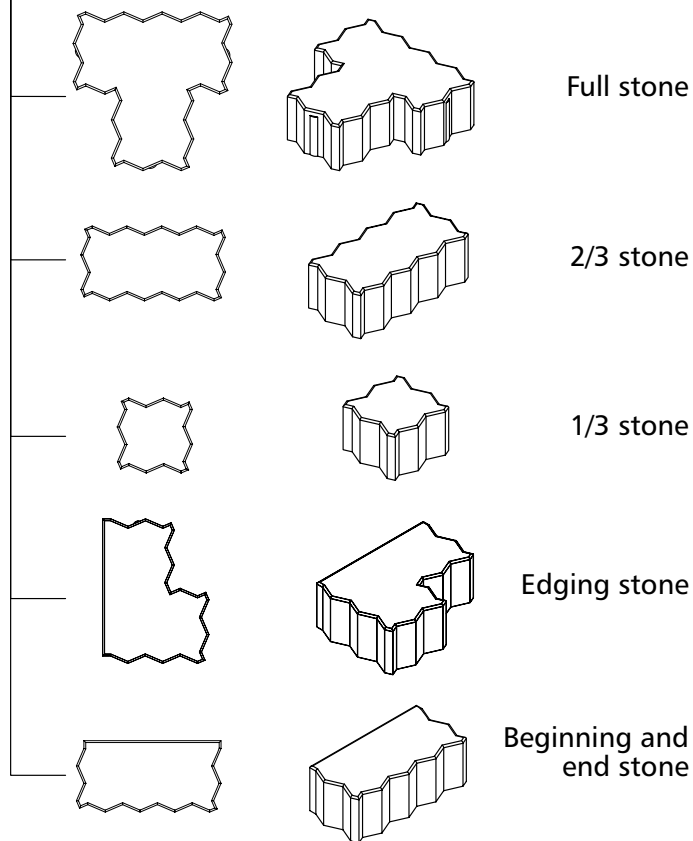 Full stone
2/3 stone
1/3 stone
Edging stone
Beginning and
end stone